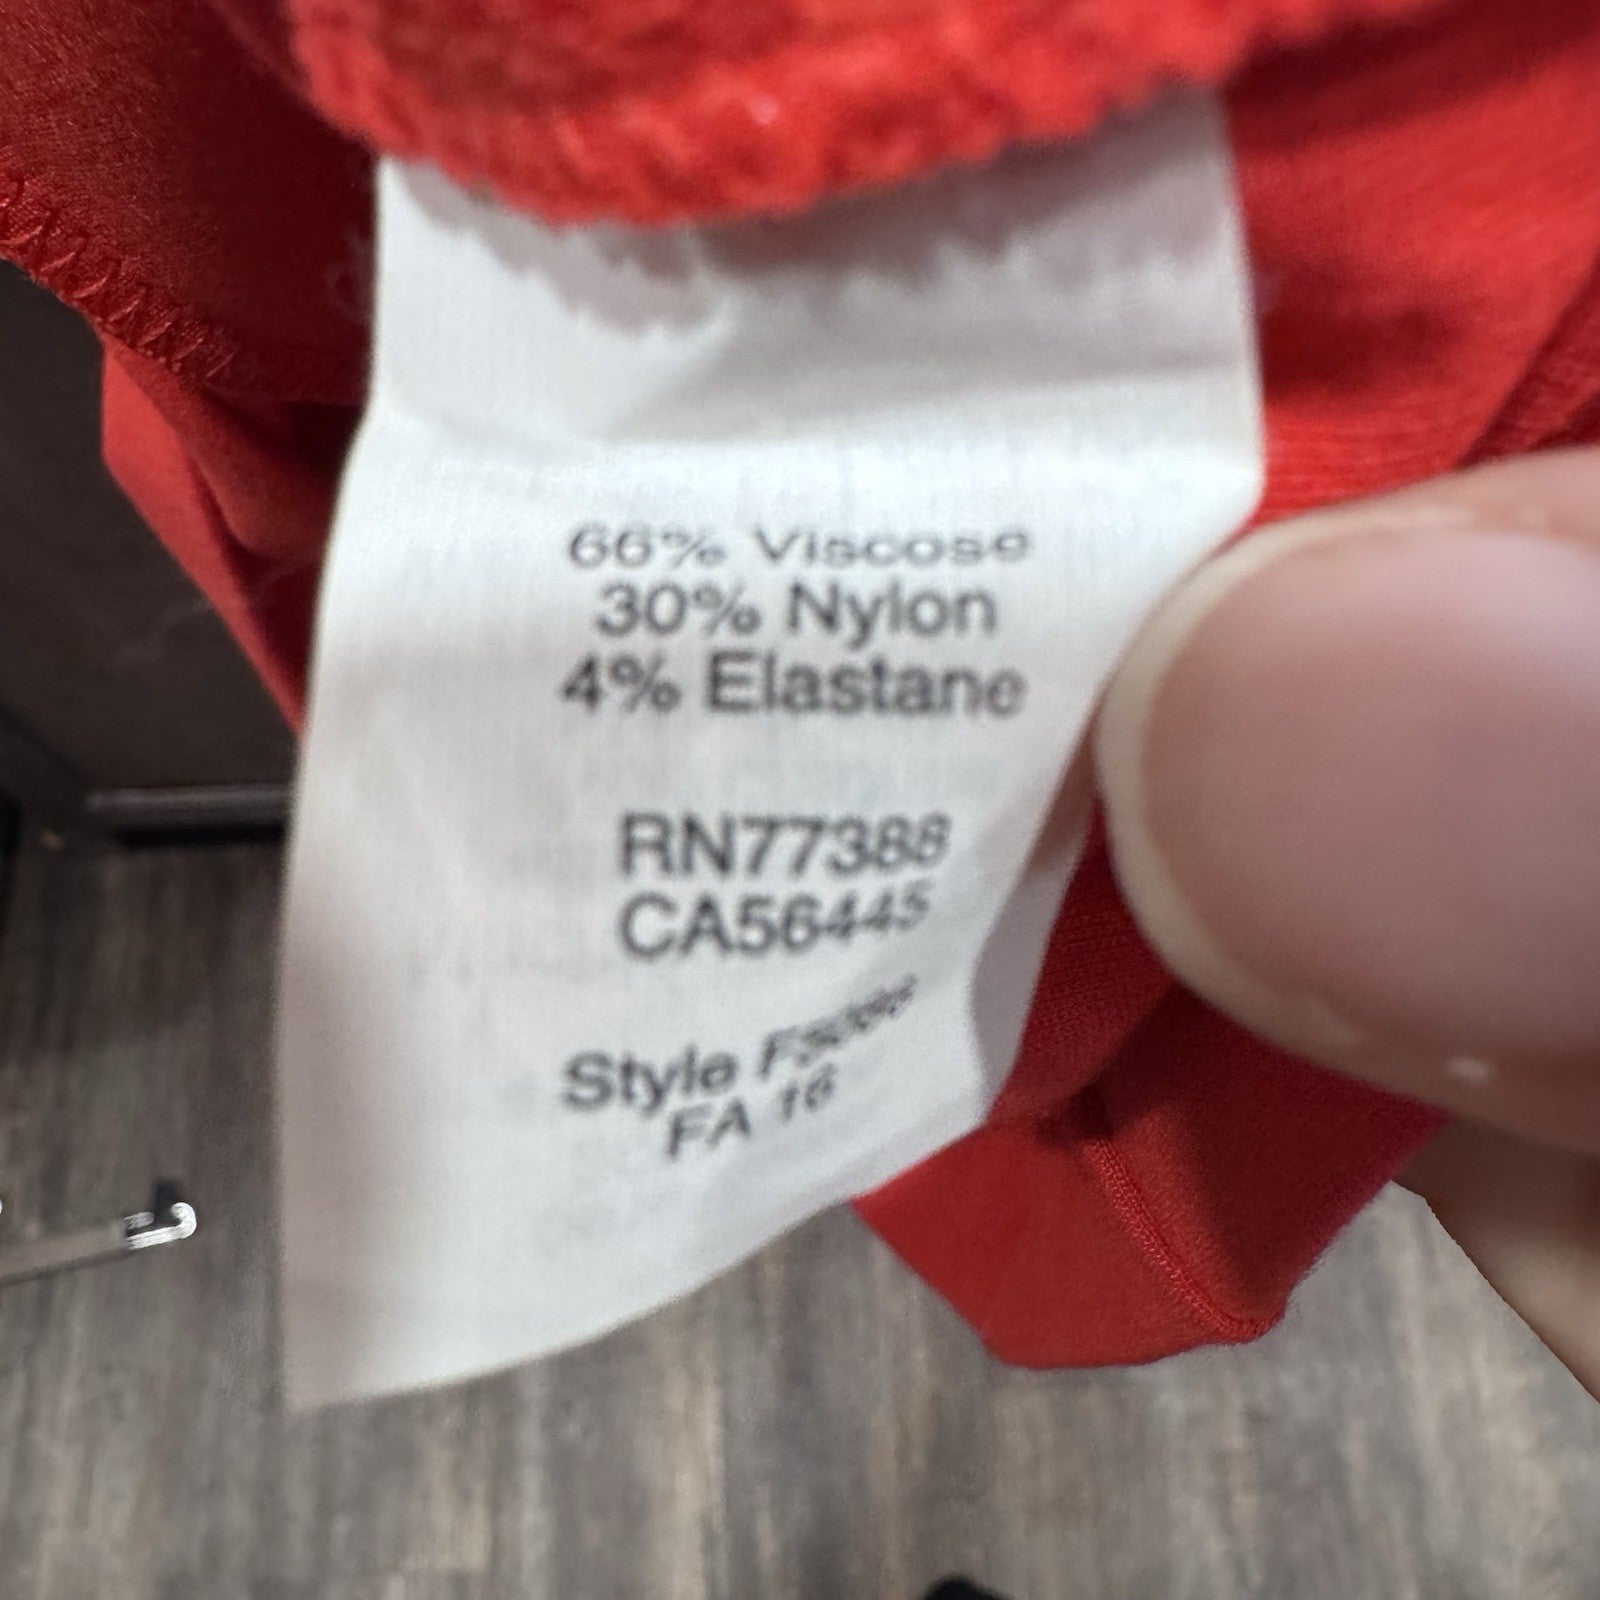 66% Viscose
30% Nylon
4% Elastane
RN77388
CA56445
Style
FA 16